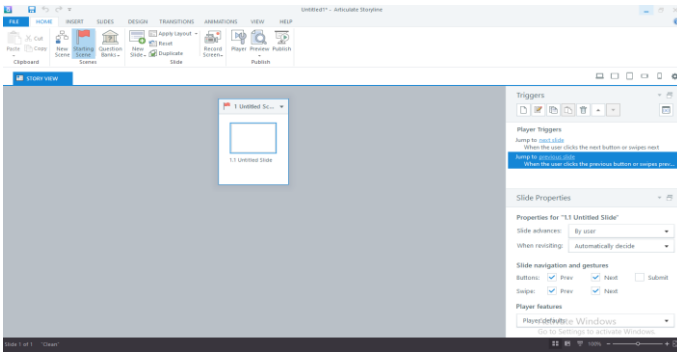 Untitled1* - Articulate Storyline
FILE HOME INSERT SLIDES DESIGN TRANSITIONS ANIMATIONS VIEW HELP
Paste Cut Copy
New Scene Starting Scene Question Banks
New Slide Apply Layout Reset Duplicate
Record Screen Player Preview Publish
Clipboard Scenes Slide Publish
STORY VIEW
1 Untitled Sc...
1.1 Untitled Slide
Triggers
Player Triggers
Jump to next slide
When the user clicks the next button or swipes next
Jump to previous slide
When the user clicks the previous button or swipes prev...
Slide Properties
Properties for "1.1 Untitled Slide"
Slide advances: By user
When revisiting: Automatically decide
Slide navigation and gestures
Buttons: Prev Next Submit
Swipe: Prev Next
Player features
Player defaults
Activate Windows
Go to Settings to activate Windows.
Slide 1 of 1 "Clean" 100%